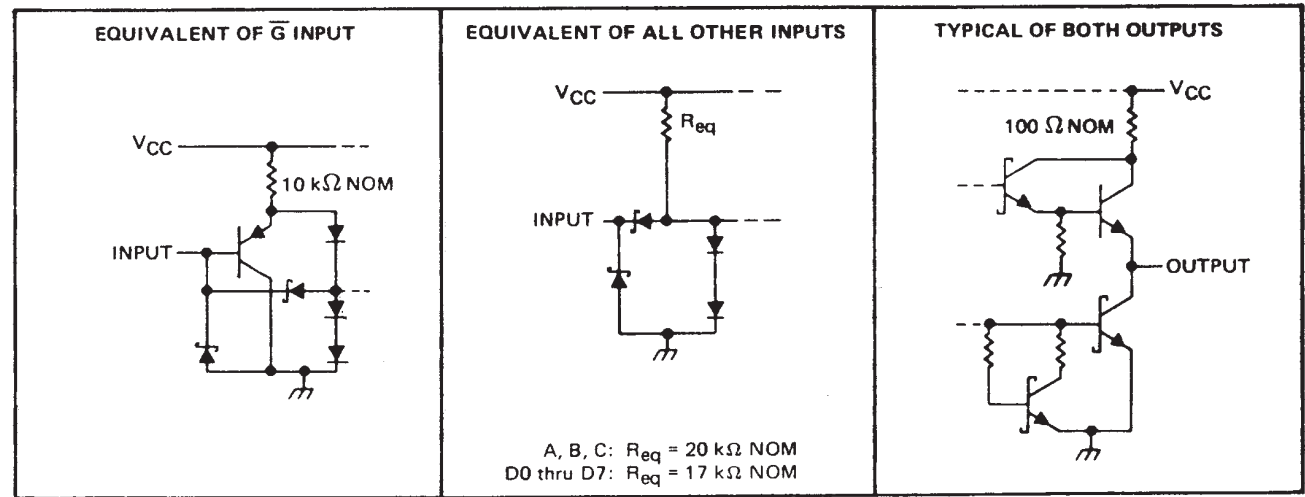 EQUIVALENT OF G̅ INPUT
VCC
10 kΩ NOM
INPUT
EQUIVALENT OF ALL OTHER INPUTS
VCC
Req
INPUT
A, B, C: Req = 20 kΩ NOM
D0 thru D7: Req = 17 kΩ NOM
TYPICAL OF BOTH OUTPUTS
VCC
100 Ω NOM
OUTPUT